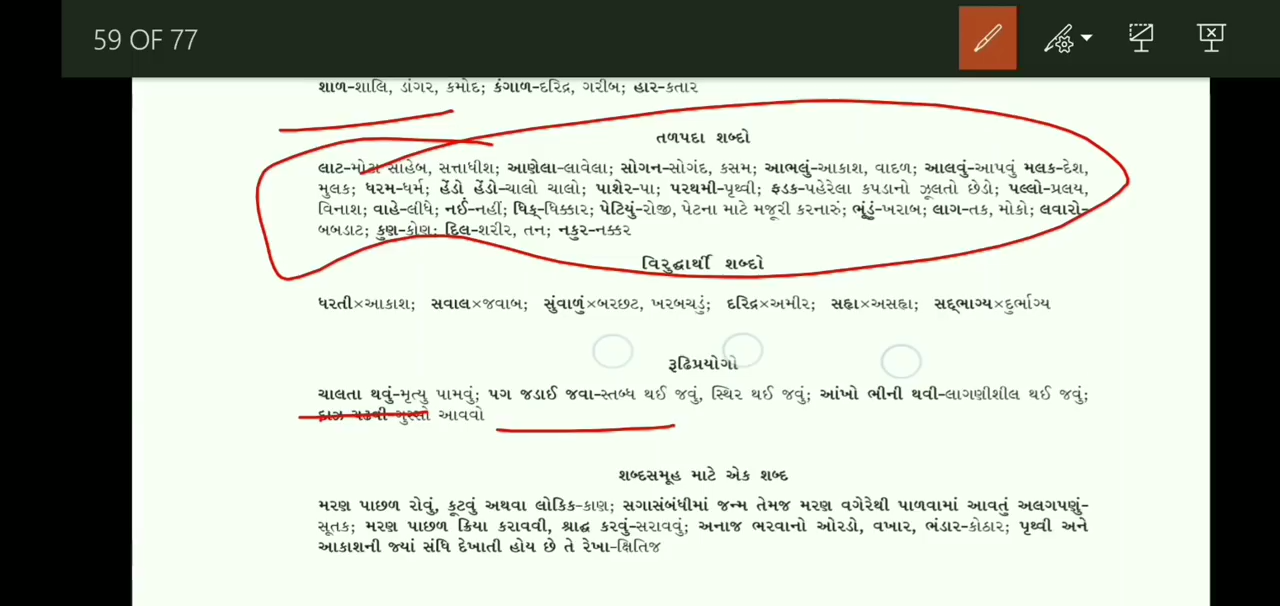 59 OF 77
શાળ-શાલિ, ડાંગર, કમોદ; કંગાળ-દરિદ્ર, ગરીબ; હાર-કતાર
તળપદા શબ્દો
લાટ-મોટા સાહેબ, સત્તાધીશ; આણેલા-લાવેલા; સોગન-સોગંદ, કસમ; આભલું-આકાશ, વાદળ; આલવું-આપવું મલક-દેશ,
મુલક; ધરમ-ધર્મ; હેંડો હેંડો-ચાલો ચાલો; પાશેર-પા; પરથમી-પૃથ્વી; ફડક-પહેરેલા કપડાનો ઝૂલતો છેડો; પલ્લો-પ્રલય,
વિનાશ; વાહે-લીધે; નઈ-નહીં; ધિક્-ધિક્કાર; પેટિયું-રોજી, પેટના માટે મજૂરી કરનારું; ભૂંડું-ખરાબ; લાગ-તક, મોકો; લવારો-
બબડાટ; કુણ-કોણ; દિલ-શરીર, તન; નકુર-નક્કર
વિરુદ્ધાર્થી શબ્દો
ધરતી×આકાશ; સવાલ×જવાબ; સુંવાળું×બરછટ, ખરબચડું; દરિદ્ર×અમીર; સહ્ય×અસહ્ય; સદ્ભાગ્ય×દુર્ભાગ્ય
રૂઢિપ્રયોગો
ચાલતા થવું-મૃત્યુ પામવું; પગ જડાઈ જવા-સ્તબ્ધ થઈ જવું, સ્થિર થઈ જવું; આંખો ભીની થવી-લાગણીશીલ થઈ જવું;
દાઝ ચઢવી-ગુસ્સો આવવો
શબ્દસમૂહ માટે એક શબ્દ
મરણ પાછળ રોવું, કૂટવું અથવા લૌકિક-કાણ; સગાસંબંધીમાં જન્મ તેમજ મરણ વગેરેથી પાળવામાં આવતું અલગપણું-
સૂતક; મરણ પાછળ ક્રિયા કરાવવી, શ્રાદ્ધ કરવું-સરાવવું; અનાજ ભરવાનો ઓરડો, વખાર, ભંડાર-કોઠાર; પૃથ્વી અને
આકાશની જ્યાં સંધિ દેખાતી હોય છે તે રેખા-ક્ષિતિજ